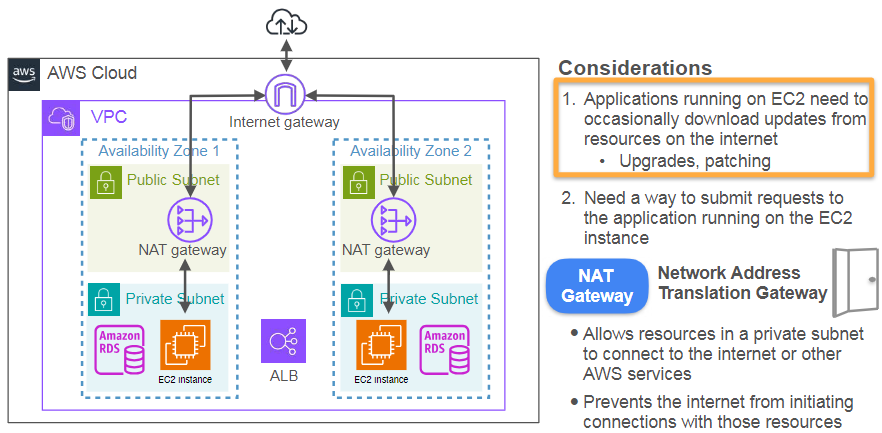 aws
AWS Cloud
Internet gateway
VPC
Availability Zone 1
Public Subnet
NAT gateway
Private Subnet
Amazon
RDS
EC2 instance
ALB
Availability Zone 2
Public Subnet
NAT gateway
Private Subnet
EC2 instance
Amazon
RDS
Considerations
1. Applications running on EC2 need to
occasionally download updates from
resources on the internet
• Upgrades, patching
2. Need a way to submit requests to
the application running on the EC2
instance
NAT
Gateway
Network Address
Translation Gateway
• Allows resources in a private subnet
to connect to the internet or other
AWS services
• Prevents the internet from initiating
connections with those resources